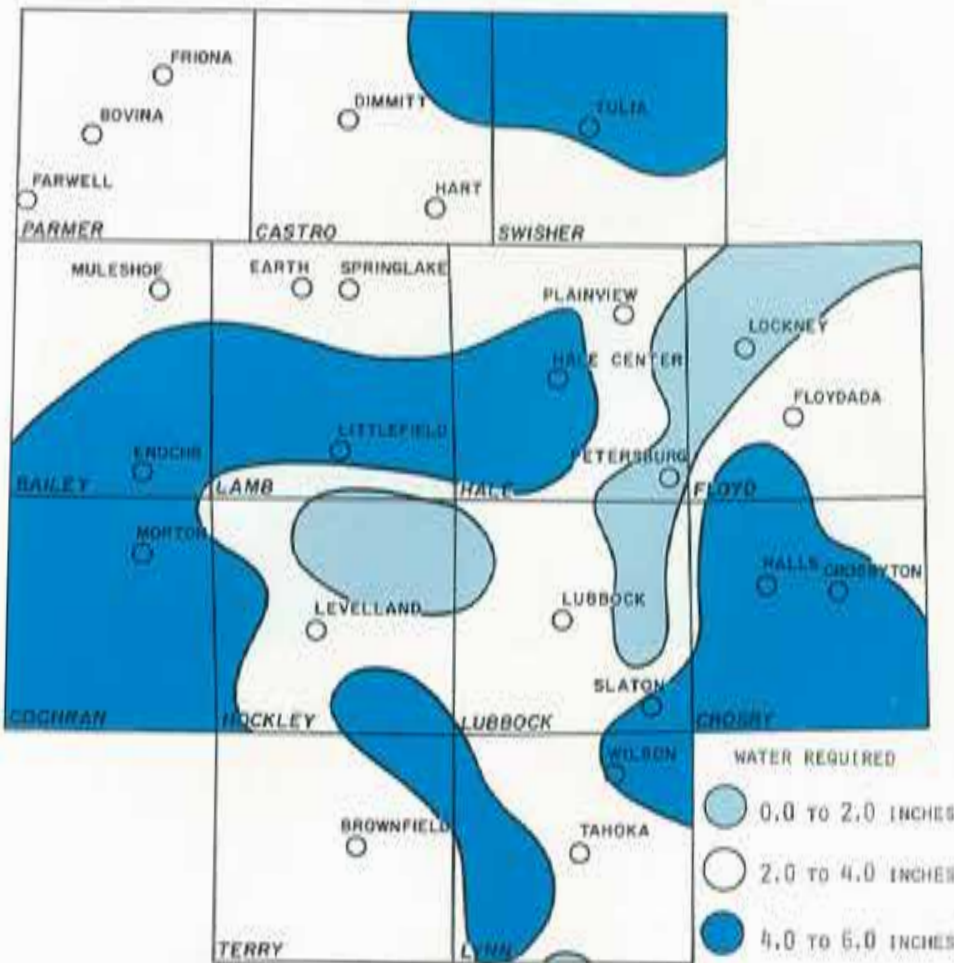 FRIONA
DIMMITT
BOVINA
TULIA
FARWELL
HART
PARMER
CASTRO
SWISHER
MULESHOE
EARTH
SPRINGLAKE
PLAINVIEW
LOCKNEY
HALE CENTER
FLOYDADA
LITTLEFIELD
ENOCHS
PETERSBURG
BAILEY
LAMB
HALE
FLOYD
MORTON
RALLS
CROSBYTON
LEVELLAND
LUBBOCK
SLATON
COCHRAN
HOCKLEY
LUBBOCK
CROSBY
WILSON
WATER REQUIRED
0.0 TO 2.0 INCHES
BROWNFIELD
TAHOKA
2.0 TO 4.0 INCHES
4.0 TO 6.0 INCHES
TERRY
LYNN